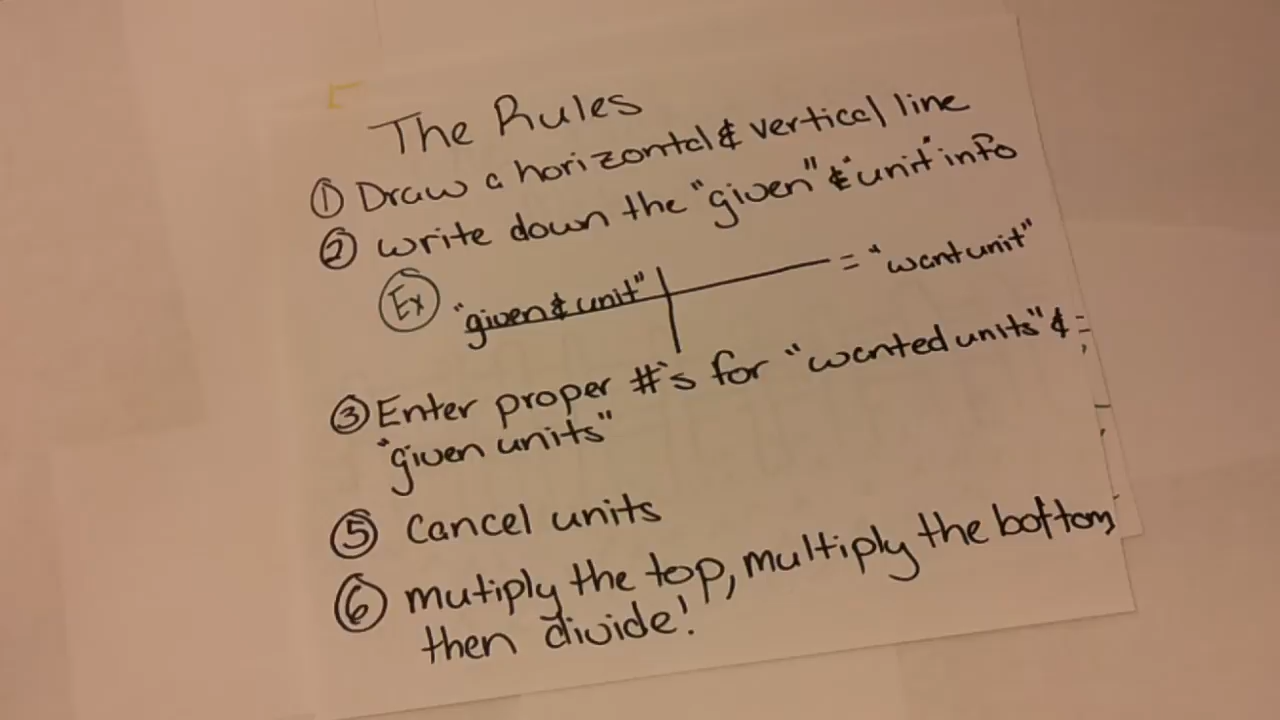 The Rules
① Draw a horizontal & vertical line
② write down the "given" & "unit" info
Ex "given & unit" = "want unit"
③ Enter proper #'s for "wanted units" &
"given units"
⑤ Cancel units
⑥ mutiply the top, multiply the bottom,
then divide!